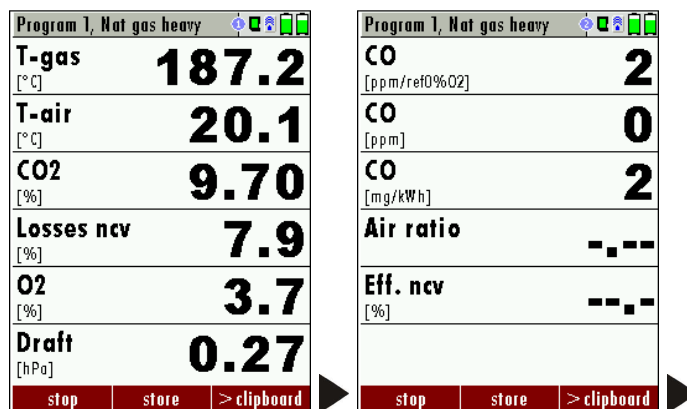 Program 1, Nat gas heavy
T-gas
187.2
[°C]
T-air
20.1
[°C]
CO2
9.70
[%]
Losses ncv
7.9
[%]
O2
3.7
[%]
Draft
0.27
[hPa]
stop store >clipboard
Program 1, Nat gas heavy
CO
2
[ppm/ref0%O2]
CO
0
[ppm]
CO
2
[mg/kWh]
Air ratio
-.--
Eff. ncv
--.-
[%]
stop store >clipboard